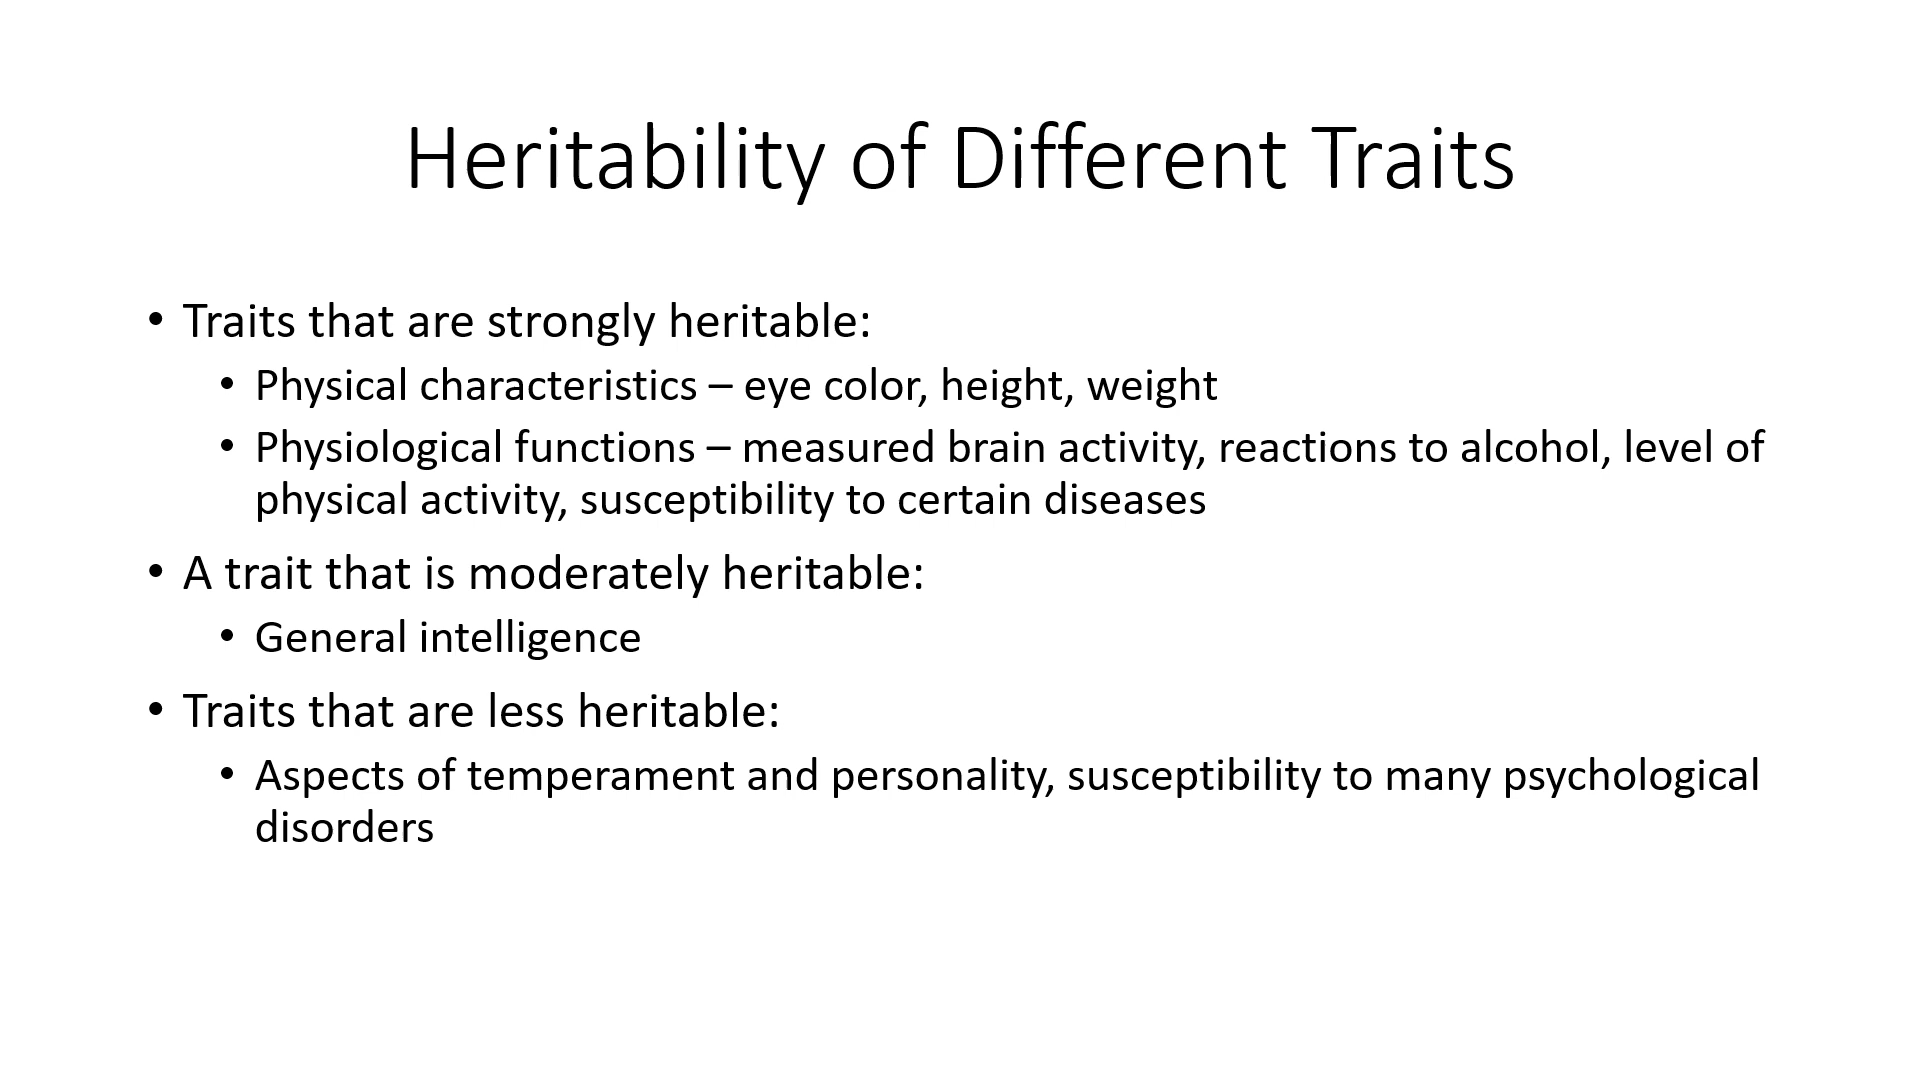 Heritability of Different Traits
• Traits that are strongly heritable:
• Physical characteristics – eye color, height, weight
• Physiological functions – measured brain activity, reactions to alcohol, level of
physical activity, susceptibility to certain diseases
• A trait that is moderately heritable:
• General intelligence
• Traits that are less heritable:
• Aspects of temperament and personality, susceptibility to many psychological
disorders